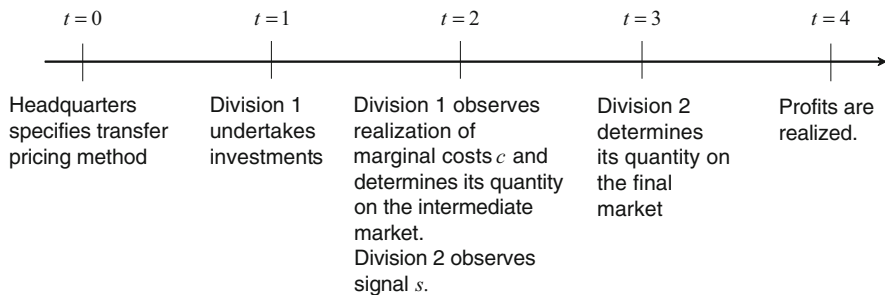 t = 0
t = 1
t = 2
t = 3
t = 4
Headquarters
specifies transfer
pricing method
Division 1
undertakes
investments
Division 1 observes
realization of
marginal costs c and
determines its quantity
on the intermediate
market.
Division 2 observes
signal s.
Division 2
determines
its quantity on
the final
market
Profits are
realized.